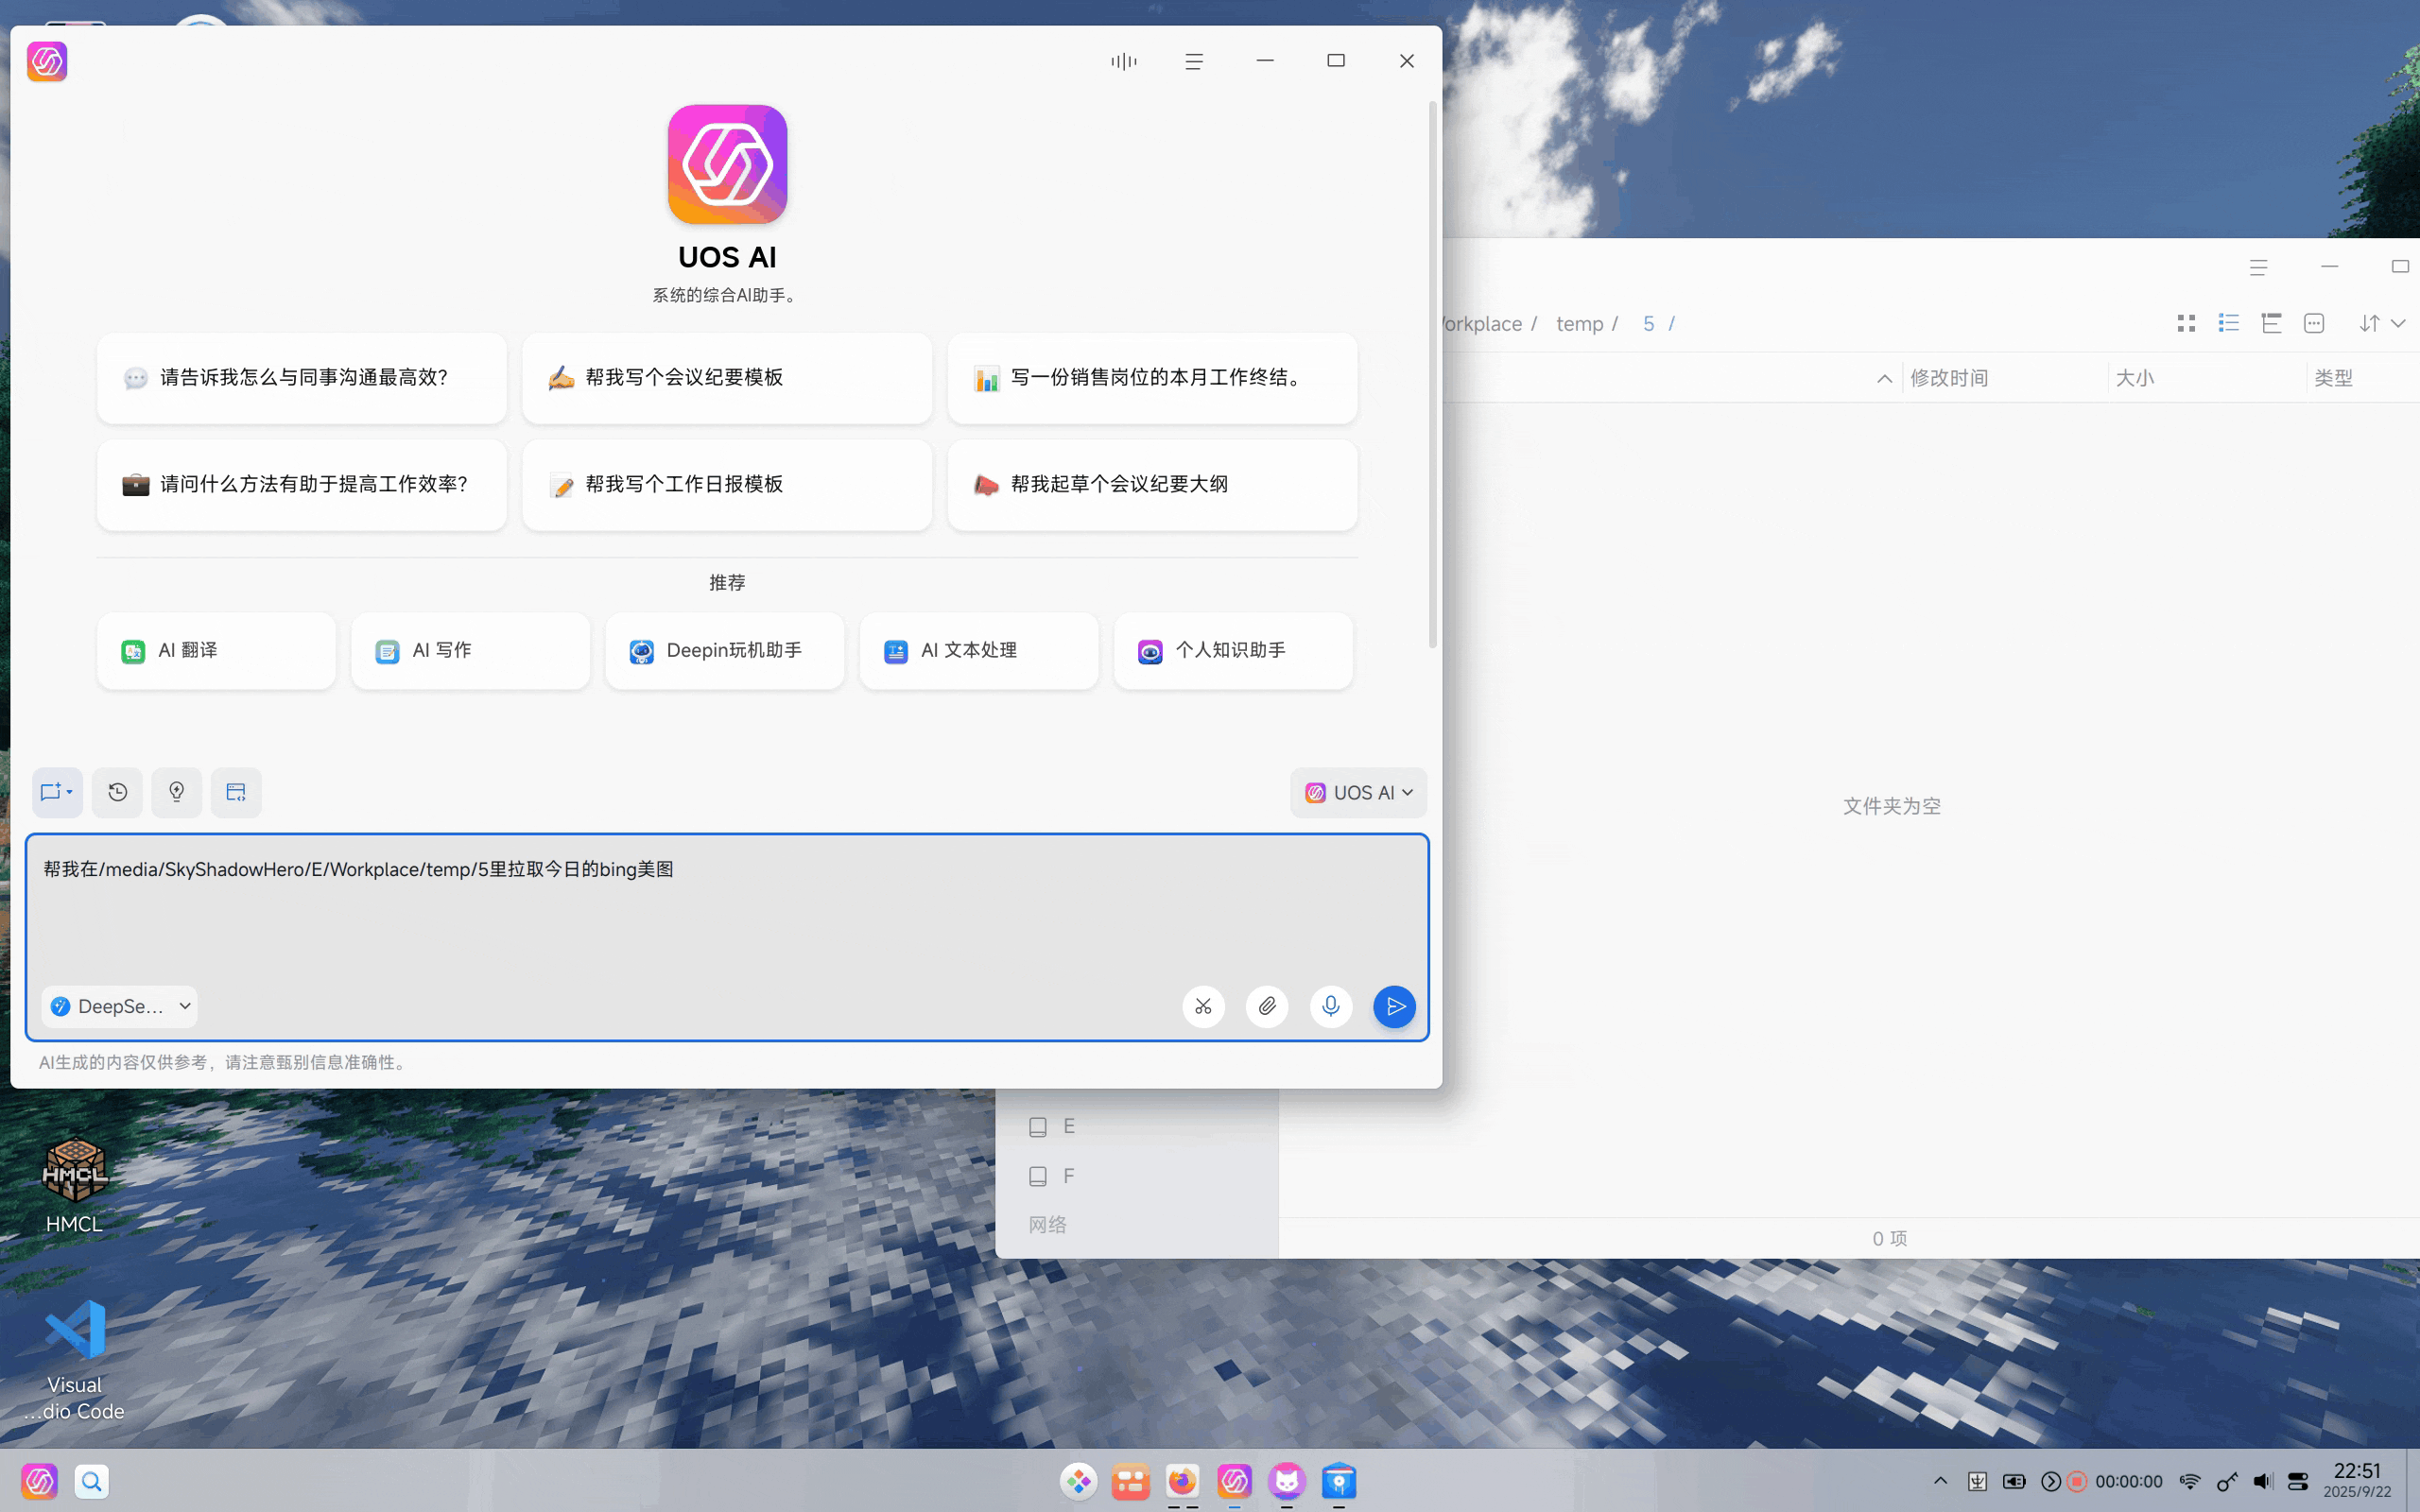 UOS AI
系统的综合AI助手。
请告诉我怎么与同事沟通最高效？
帮我写个会议纪要模板
写一份销售岗位的本月工作终结。
请问什么方法有助于提高工作效率？
帮我写个工作日报模板
帮我起草个会议纪要大纲
推荐
AI 翻译
AI 写作
Deepin玩机助手
AI 文本处理
个人知识助手
UOS AI
帮我在/media/SkyShadowHero/E/Workplace/temp/5里拉取今日的bing美图
DeepSe...
AI生成的内容仅供参考，请注意甄别信息准确性。
orkplace / temp / 5 /
修改时间 大小 类型
文件夹为空
E
F
网络
0 项
HMCL
HMCL
Visual
...dio Code
00:00:00
22:51
2025/9/22